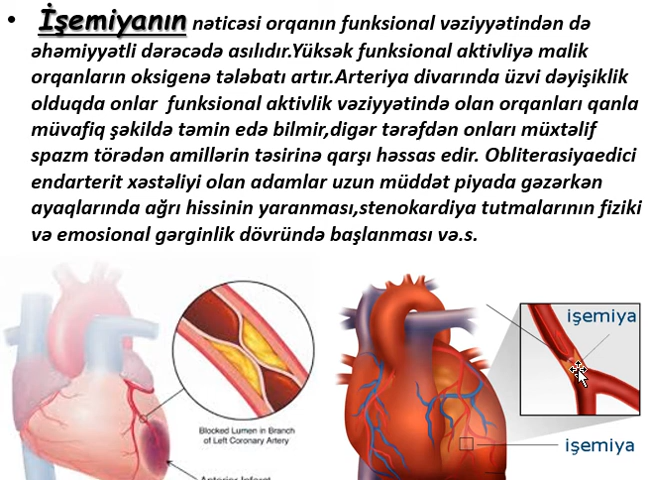 • İşemiyanın nəticəsi orqanın funksional vəziyyətindən də
əhəmiyyətli dərəcədə asılıdır.Yüksək funksional aktivliyə malik
orqanların oksigenə tələbatı artır.Arteriya divarında üzvi dəyişiklik
olduqda onlar funksional aktivlik vəziyyətində olan orqanları qanla
müvafiq şəkildə təmin edə bilmir,digər tərəfdən onları müxtəlif
spazm törədən amillərin təsirinə qarşı həssas edir. Obliterasiyaedici
endarterit xəstəliyi olan adamlar uzun müddət piyada gəzərkən
ayaqlarında ağrı hissinin yaranması,stenokardiya tutmalarının fiziki
və emosional gərginlik dövründə başlanması və.s.
Blocked Lumen in Branch
of Left Coronary Artery
işemiya
işemiya